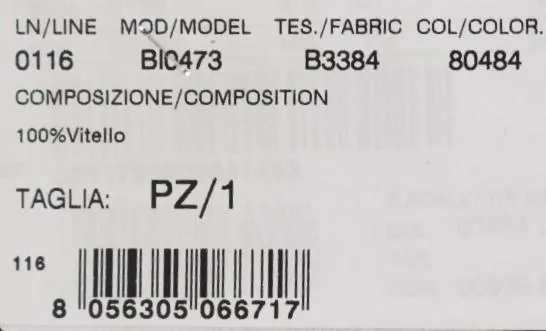 LN/LINE MOD/MODEL TES./FABRIC COL/COLOR.
0116 BI0473 B3384 80484
COMPOSIZIONE/COMPOSITION
100%Vitello
TAGLIA: PZ/1
116
8 056305 066717